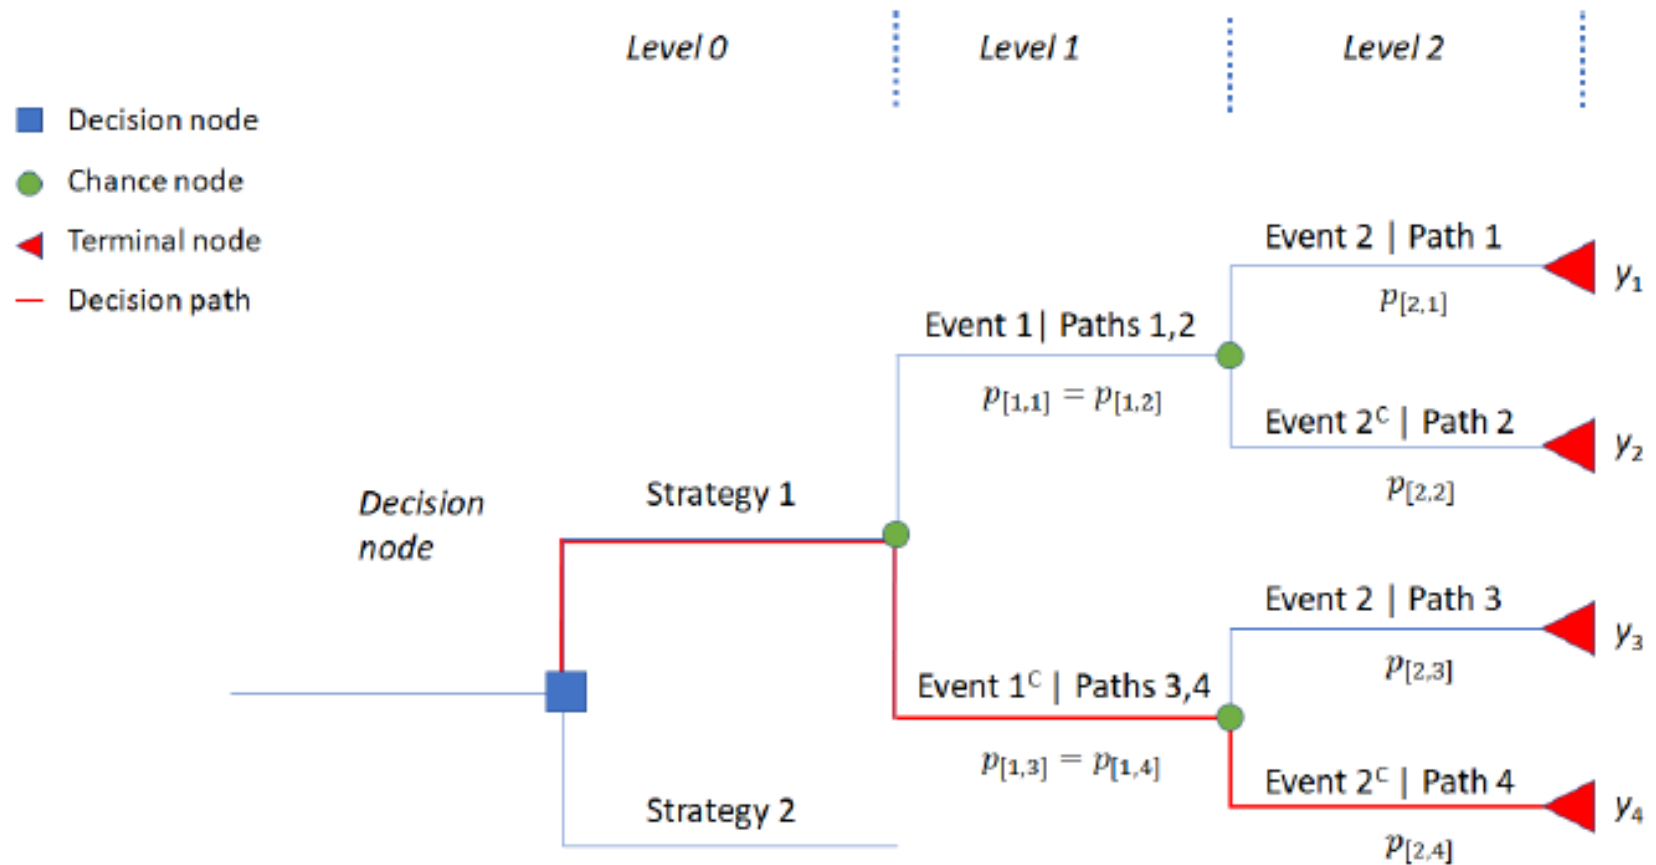 Level 0
Level 1
Level 2
Decision node
Chance node
Terminal node
Decision path
Event 2 | Path 1
p[2,1]
y1
Event 1| Paths 1,2
p[1,1] = p[1,2]
Event 2ᶜ | Path 2
p[2,2]
y2
Decision
node
Strategy 1
Event 2 | Path 3
p[2,3]
y3
Event 1ᶜ | Paths 3,4
p[1,3] = p[1,4]
Event 2ᶜ | Path 4
p[2,4]
y4
Strategy 2